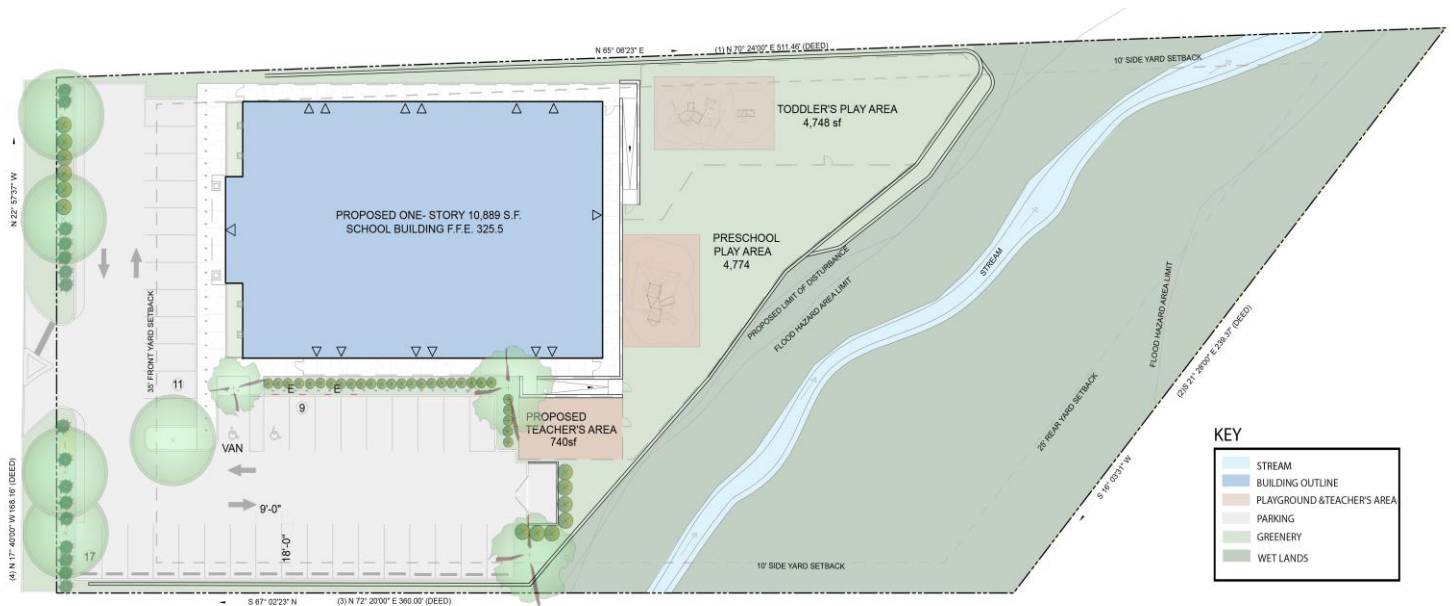 N 65° 06'23" E
(1) N 70° 24'00" E 511.46' (DEED)
10' SIDE YARD SETBACK
TODDLER'S PLAY AREA
4,748 sf
N 22° 57'37" W
PROPOSED ONE- STORY 10,889 S.F.
SCHOOL BUILDING F.F.E. 325.5
PRESCHOOL
PLAY AREA
4,774
STREAM
PROPOSED LIMIT OF DISTURBANCE
FLOOD HAZARD AREA LIMIT
FLOOD HAZARD AREA LIMIT
(2)S 21° 26'00" E 239.37' (DEED)
35' FRONT YARD SETBACK
11
E E
9
VAN
PROPOSED
TEACHER'S AREA
740sf
25' REAR YARD SETBACK
S 16° 03'31" W
9'-0"
18'-0"
17
(4) N 17° 40'00" W 168.16' (DEED)
10' SIDE YARD SETBACK
S 67° 02'23" N
(3) N 72° 20'00" E 360.00' (DEED)
KEY
STREAM
BUILDING OUTLINE
PLAYGROUND &TEACHER'S AREA
PARKING
GREENERY
WET LANDS